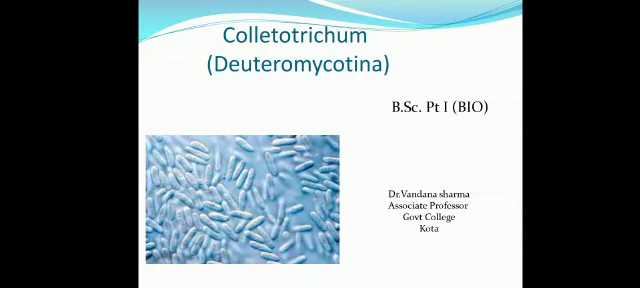 Colletotrichum
(Deuteromycotina)
B.Sc. Pt I (BIO)
Dr.Vandana sharma
Associate Professor
Govt College
Kota